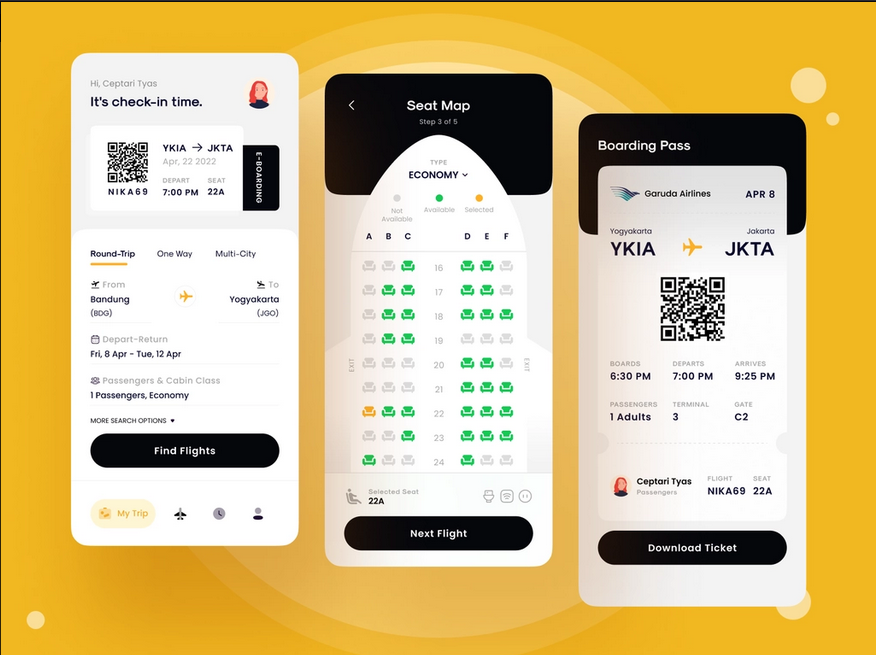 Hi, Ceptari Tyas
It's check-in time.
YKIA → JKTA
Apr, 22 2022
DEPART SEAT
NIKA69 7:00 PM 22A
E-BOARDING
Round-Trip One Way Multi-City
From To
Bandung Yogyakarta
(BDG) (JGO)
Depart-Return
Fri, 8 Apr - Tue, 12 Apr
Passengers & Cabin Class
1 Passengers, Economy
MORE SEARCH OPTIONS
Find Flights
My Trip
Seat Map
Step 3 of 5
TYPE
ECONOMY
Not Available
Available
Selected
A B C D E F
16
17
18
19
EXIT 20 EXIT
21
22
23
24
Selected Seat
22A
Next Flight
Boarding Pass
Garuda Airlines APR 8
Yogyakarta Jakarta
YKIA JKTA
BOARDS DEPARTS ARRIVES
6:30 PM 7:00 PM 9:25 PM
PASSENGERS TERMINAL GATE
1 Adults 3 C2
Ceptari Tyas FLIGHT SEAT
Passengers NIKA69 22A
Download Ticket